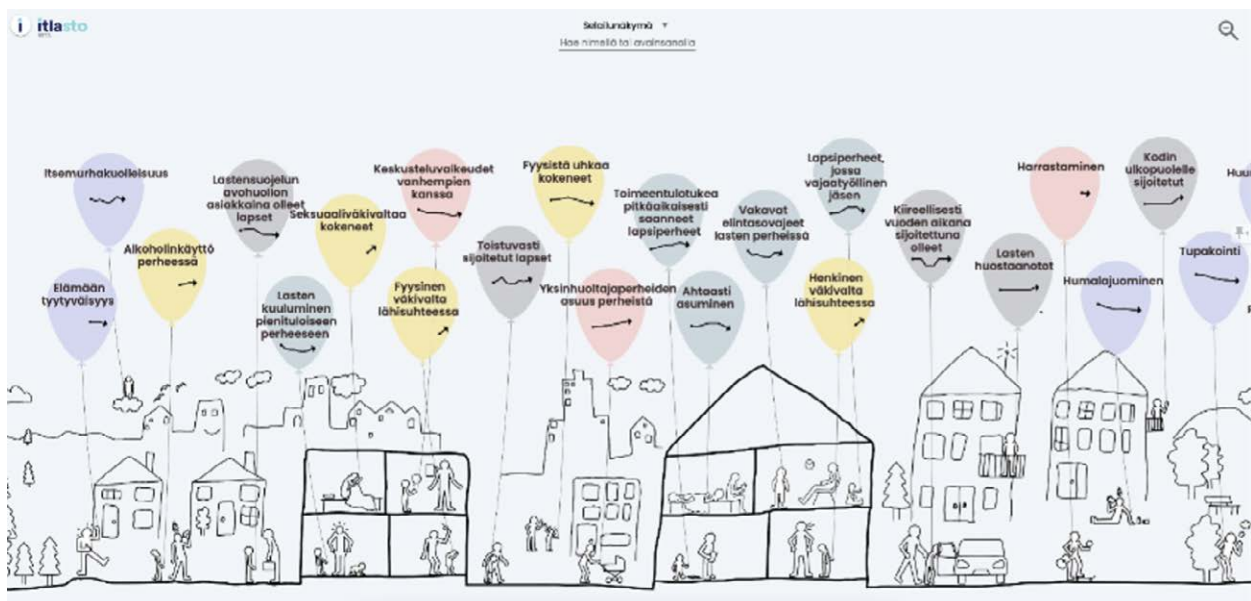 itlasto
Selailunäkymä
Hae nimellä tai avainsanalla
Itsemurhakuolleisuus
Elämään
tyytyväisyys
Alkoholinkäyttö
perheessä
Lastensuojelun
avohuollon
asiakkaina olleet
lapset
Lasten
kuuluminen
pienituloiseen
perheeseen
Seksuaaliväkivaltaa
kokeneet
Keskusteluvaikeudet
vanhempien
kanssa
Fyysinen
väkivalta
lähisuhteessa
Toistuvasti
sijoitetut lapset
Fyysistä uhkaa
kokeneet
Yksinhuoltajaperheiden
osuus perheistä
Toimeentulotukea
pitkäaikaisesti
saanneet
lapsiperheet
Ahtaasti
asuminen
Vakavat
elintasovajeet
lasten perheissä
Lapsiperheet,
jossa
vajaatyöllinen
jäsen
Henkinen
väkivalta
lähisuhteessa
Kiireellisesti
vuoden aikana
sijoitettuna
olleet
Lasten
huostaanotot
Harrastaminen
Humalajuominen
Kodin
ulkopuolelle
sijoitetut
Tupakointi